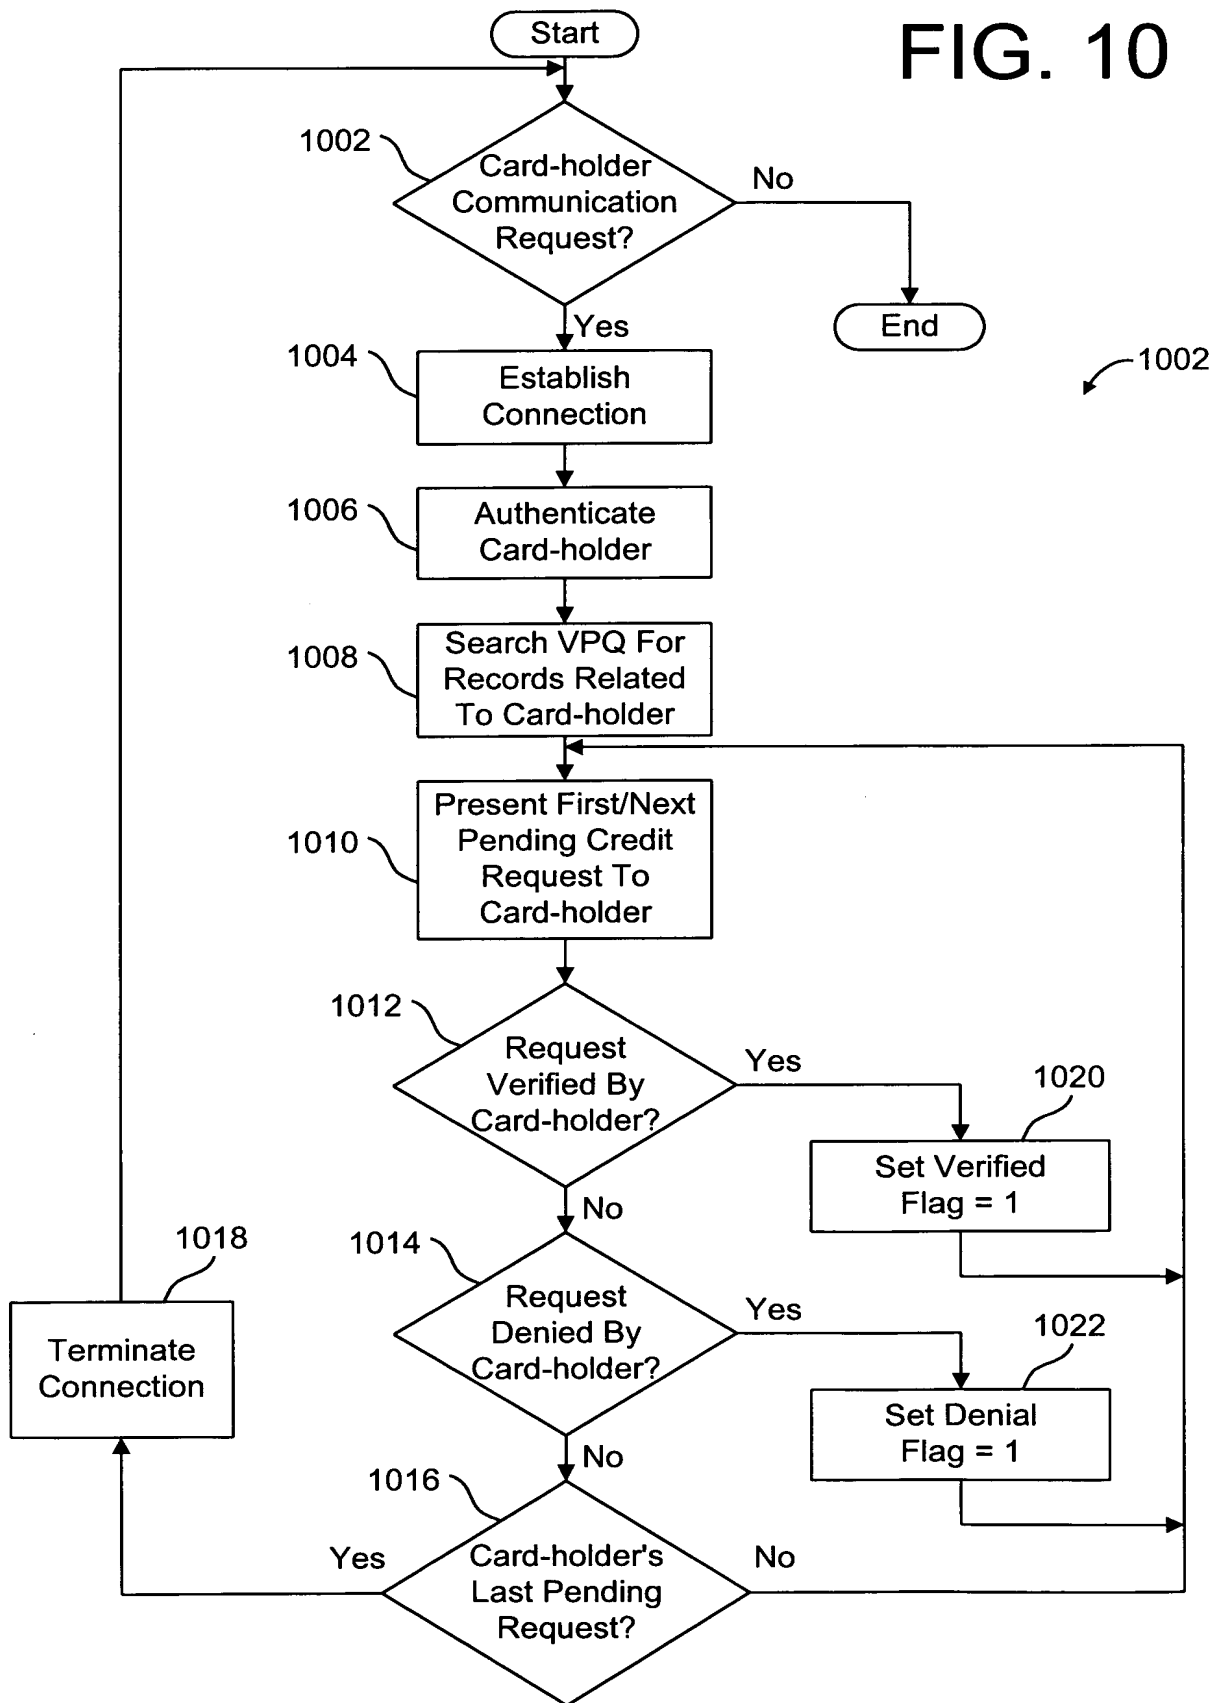 Start
FIG. 10
1002
Card-holder
Communication
Request?
No
End
Yes
1002
1004
Establish
Connection
1006
Authenticate
Card-holder
1008
Search VPQ For
Records Related
To Card-holder
1010
Present First/Next
Pending Credit
Request To
Card-holder
1012
Request
Verified By
Card-holder?
Yes
1020
Set Verified
Flag = 1
No
1018
Terminate
Connection
1014
Request
Denied By
Card-holder?
Yes
1022
Set Denial
Flag = 1
No
1016
Yes
Card-holder's
Last Pending
Request?
No